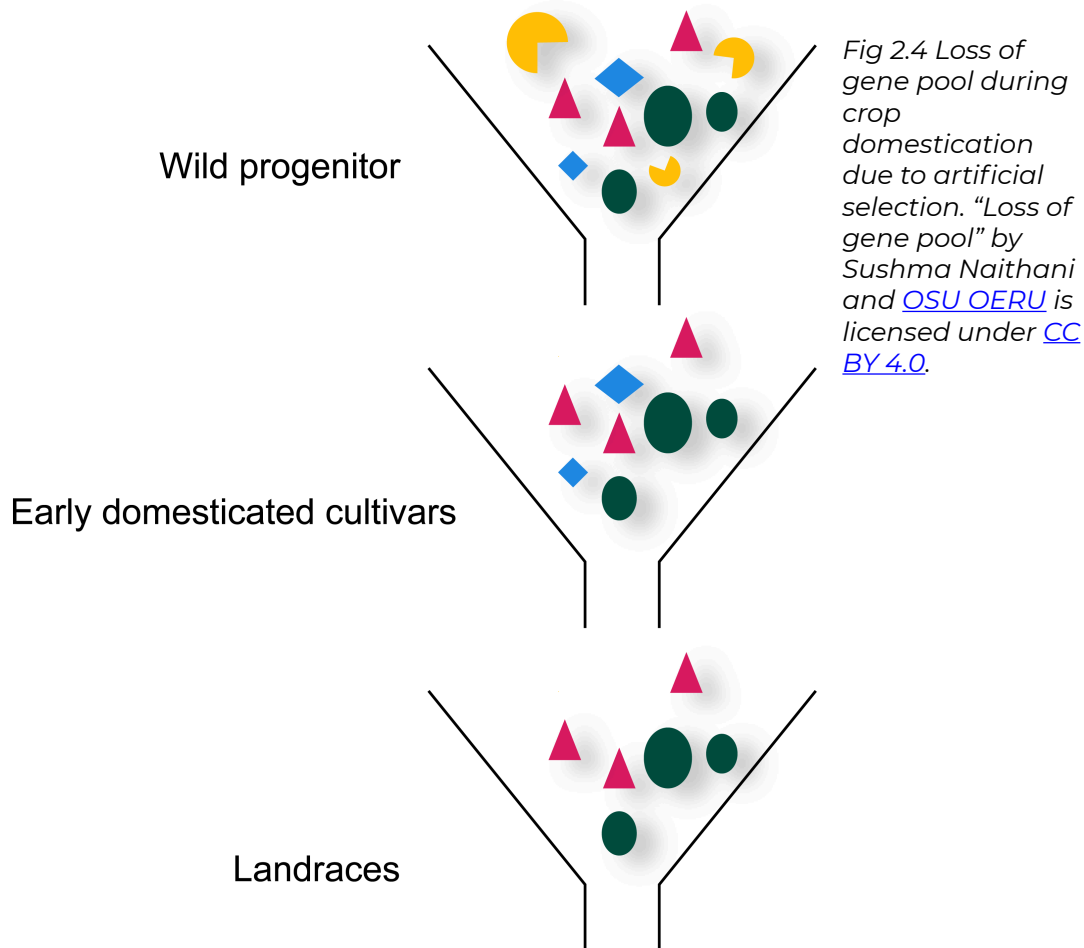 Fig 2.4 Loss of
gene pool during
crop
domestication
due to artificial
selection. “Loss of
gene pool” by
Sushma Naithani
and OSU OERU is
licensed under CC
BY 4.0.
Wild progenitor
Early domesticated cultivars
Landraces